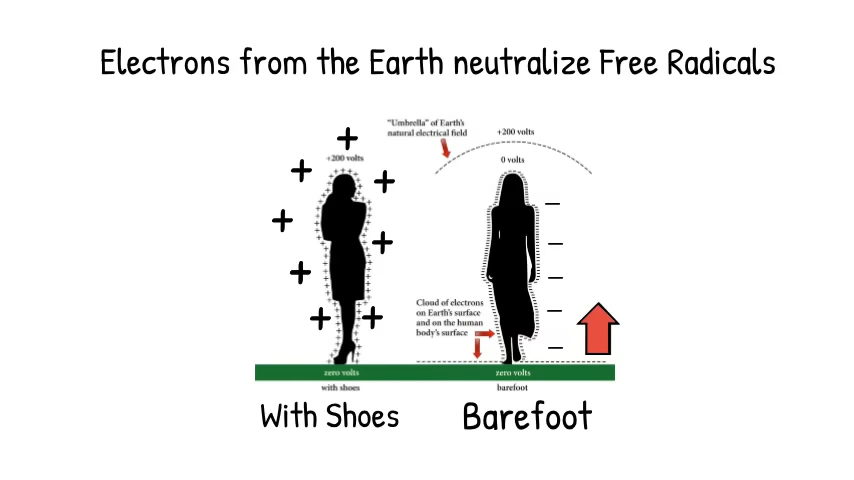 Electrons from the Earth neutralize Free Radicals
"Umbrella" of Earth's
natural electrical field
+200 volts
+200 volts
0 volts
Cloud of electrons
on Earth's surface
and on the human
body's surface
zero volts
zero volts
with shoes
barefoot
With Shoes
Barefoot